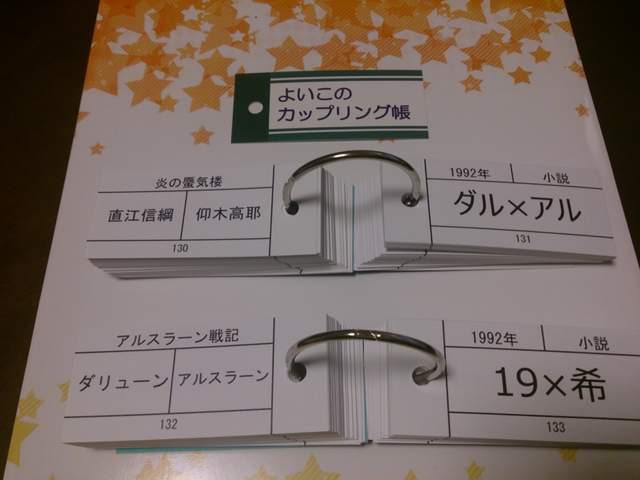 よいこの
カップリング帳
炎の蜃気楼
直江信綱 仰木高耶
130
1992年 小説
ダル×アル
131
アルスラーン戦記
ダリューン アルスラーン
132
1992年 小説
19×希
133